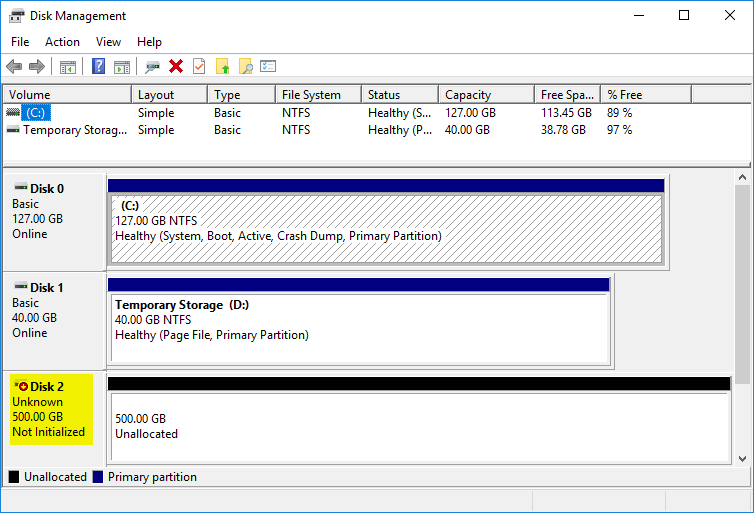 Disk Management
File Action View Help
Volume Layout Type File System Status Capacity Free Spa... % Free
(C:) Simple Basic NTFS Healthy (S... 127.00 GB 113.45 GB 89 %
Temporary Storag... Simple Basic NTFS Healthy (P... 40.00 GB 38.78 GB 97 %
Disk 0
Basic
127.00 GB
Online
(C:)
127.00 GB NTFS
Healthy (System, Boot, Active, Crash Dump, Primary Partition)
Disk 1
Basic
40.00 GB
Online
Temporary Storage (D:)
40.00 GB NTFS
Healthy (Page File, Primary Partition)
Disk 2
Unknown
500.00 GB
Not Initialized
500.00 GB
Unallocated
Unallocated Primary partition